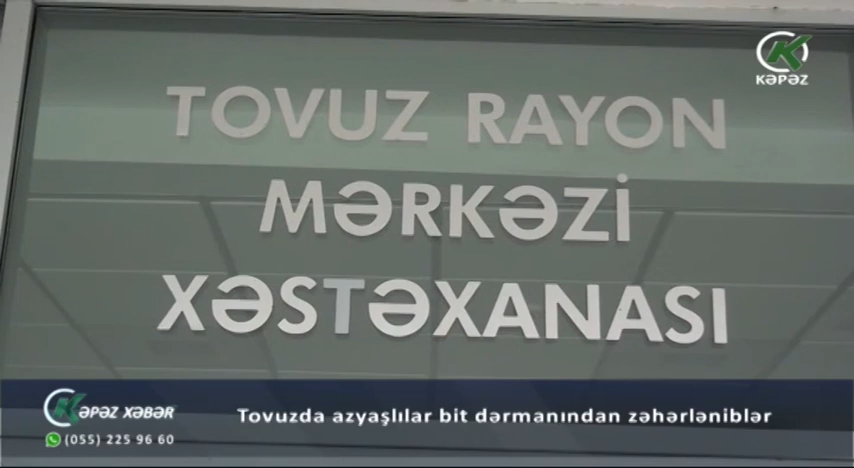 KƏPƏZ
TOVUZ RAYON
MƏRKƏZİ
XƏSTƏXANASI
KƏPƏZ XƏBƏR
Tovuzda azyaşlılar bit dərmanından zəhərləniblər
(055) 225 96 60